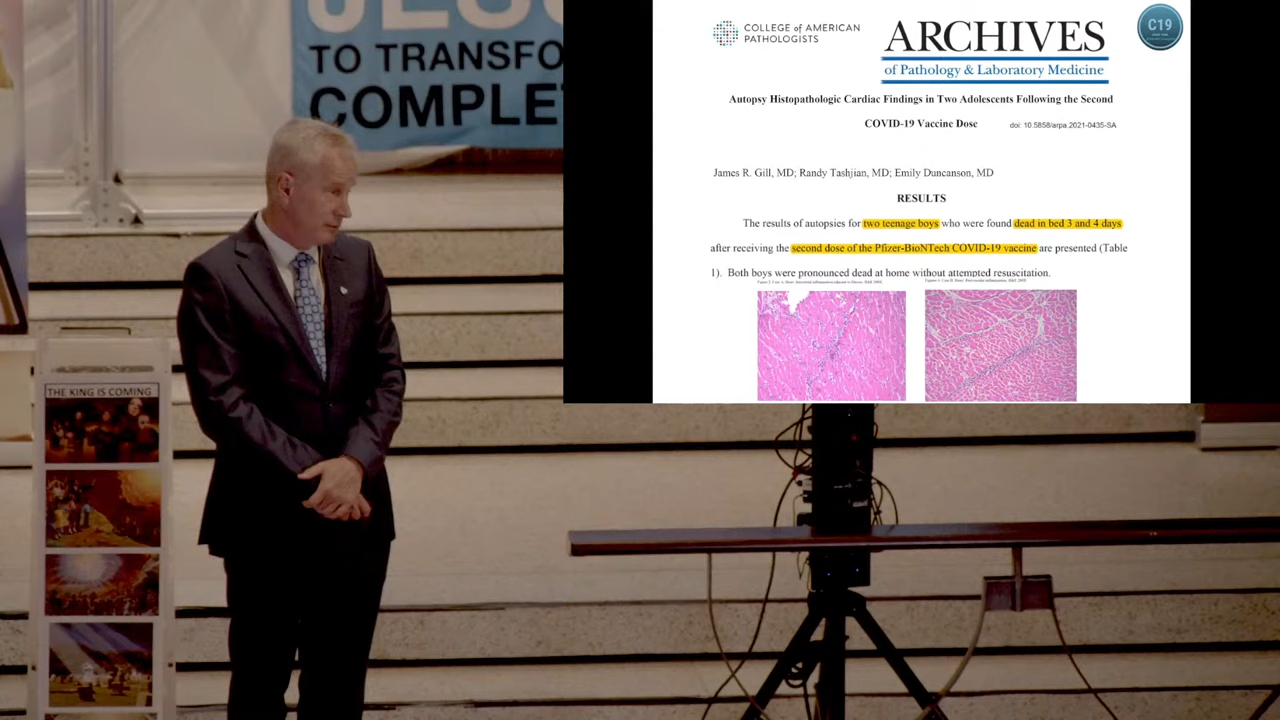 JESU
TO TRANSFO
COMPLE
THE KING IS COMING
COLLEGE of AMERICAN
PATHOLOGISTS
ARCHIVES
of Pathology & Laboratory Medicine
C19
Autopsy Histopathologic Cardiac Findings in Two Adolescents Following the Second
COVID-19 Vaccine Dose
doi: 10.5858/arpa.2021-0435-SA
James R. Gill, MD; Randy Tashjian, MD; Emily Duncanson, MD
RESULTS
The results of autopsies for two teenage boys who were found dead in bed 3 and 4 days
after receiving the second dose of the Pfizer-BioNTech COVID-19 vaccine are presented (Table
1). Both boys were pronounced dead at home without attempted resuscitation.